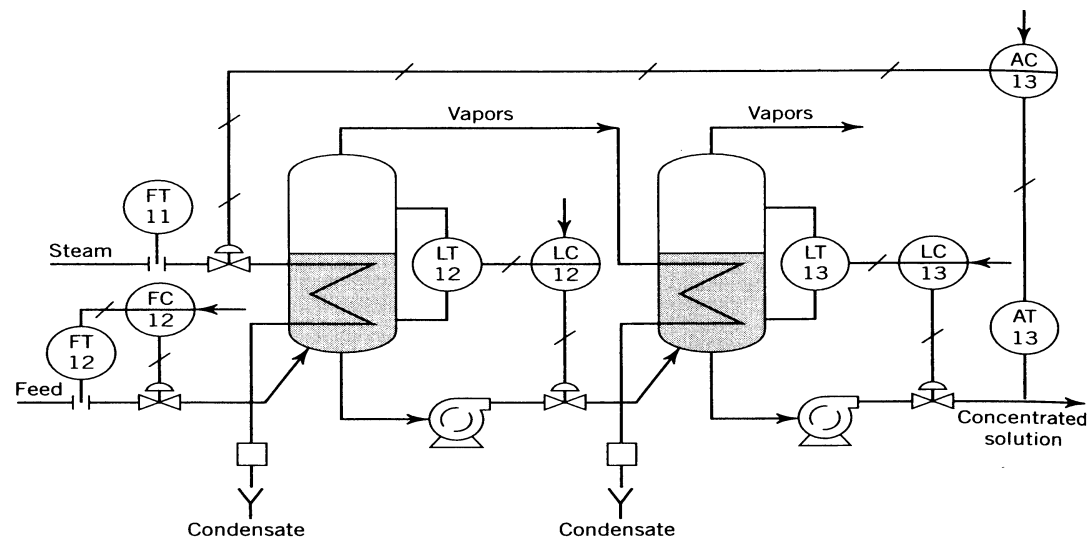 AC
13
Vapors
Vapors
FT
11
Steam
LT
12
LC
12
LT
13
LC
13
FC
12
FT
12
AT
13
Feed
Concentrated
solution
Condensate
Condensate